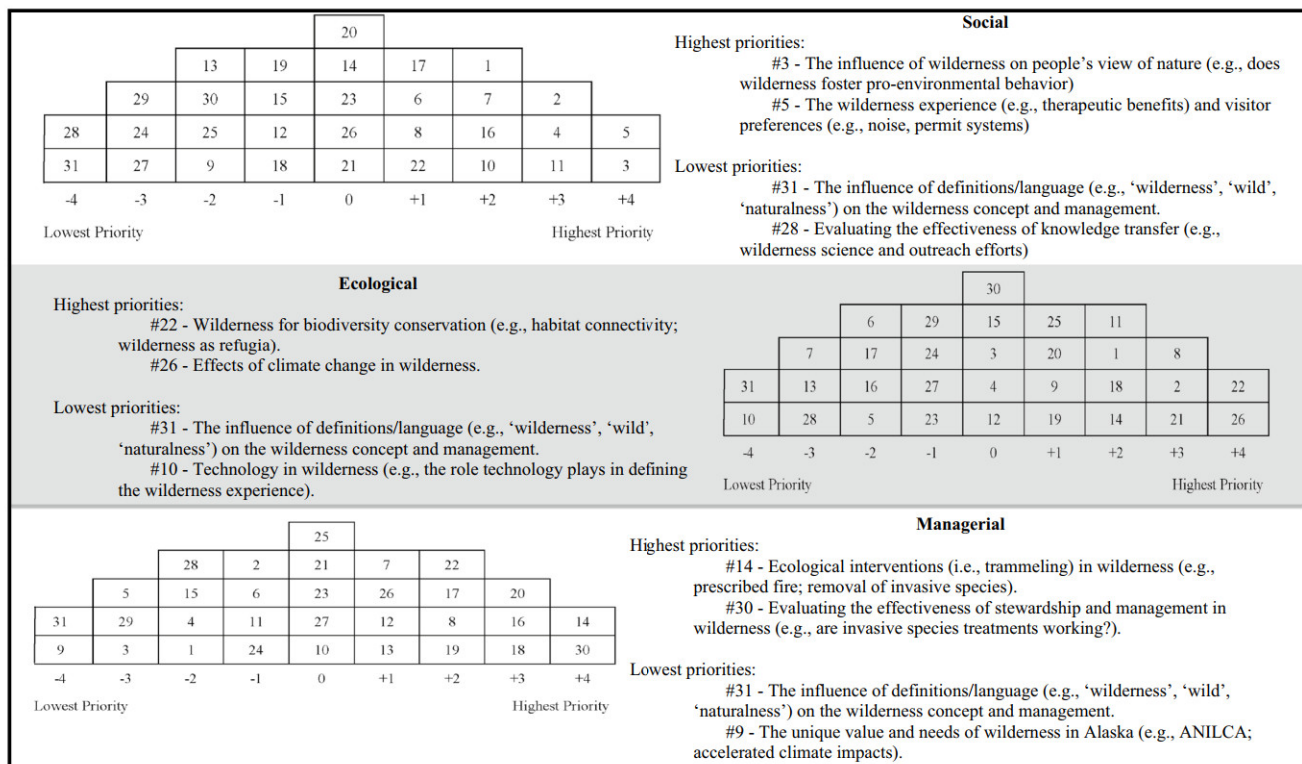 20
13 19 14 17 1
29 30 15 23 6 7 2
28 24 25 12 26 8 16 4 5
31 27 9 18 21 22 10 11 3
-4 -3 -2 -1 0 +1 +2 +3 +4
Lowest Priority Highest Priority
Social
Highest priorities:
#3 - The influence of wilderness on people's view of nature (e.g., does
wilderness foster pro-environmental behavior)
#5 - The wilderness experience (e.g., therapeutic benefits) and visitor
preferences (e.g., noise, permit systems)
Lowest priorities:
#31 - The influence of definitions/language (e.g., 'wilderness', 'wild',
'naturalness') on the wilderness concept and management.
#28 - Evaluating the effectiveness of knowledge transfer (e.g.,
wilderness science and outreach efforts)
Ecological
Highest priorities:
#22 - Wilderness for biodiversity conservation (e.g., habitat connectivity;
wilderness as refugia).
#26 - Effects of climate change in wilderness.
Lowest priorities:
#31 - The influence of definitions/language (e.g., 'wilderness', 'wild',
'naturalness') on the wilderness concept and management.
#10 - Technology in wilderness (e.g., the role technology plays in defining
the wilderness experience).
30
6 29 15 25 11
7 17 24 3 20 1 8
31 13 16 27 4 9 18 2 22
10 28 5 23 12 19 14 21 26
-4 -3 -2 -1 0 +1 +2 +3 +4
Lowest Priority Highest Priority
25
28 2 21 7 22
5 15 6 23 26 17 20
31 29 4 11 27 12 8 16 14
9 3 1 24 10 13 19 18 30
-4 -3 -2 -1 0 +1 +2 +3 +4
Lowest Priority Highest Priority
Managerial
Highest priorities:
#14 - Ecological interventions (i.e., trammeling) in wilderness (e.g.,
prescribed fire; removal of invasive species).
#30 - Evaluating the effectiveness of stewardship and management in
wilderness (e.g., are invasive species treatments working?).
Lowest priorities:
#31 - The influence of definitions/language (e.g., 'wilderness', 'wild',
'naturalness') on the wilderness concept and management.
#9 - The unique value and needs of wilderness in Alaska (e.g., ANILCA;
accelerated climate impacts).